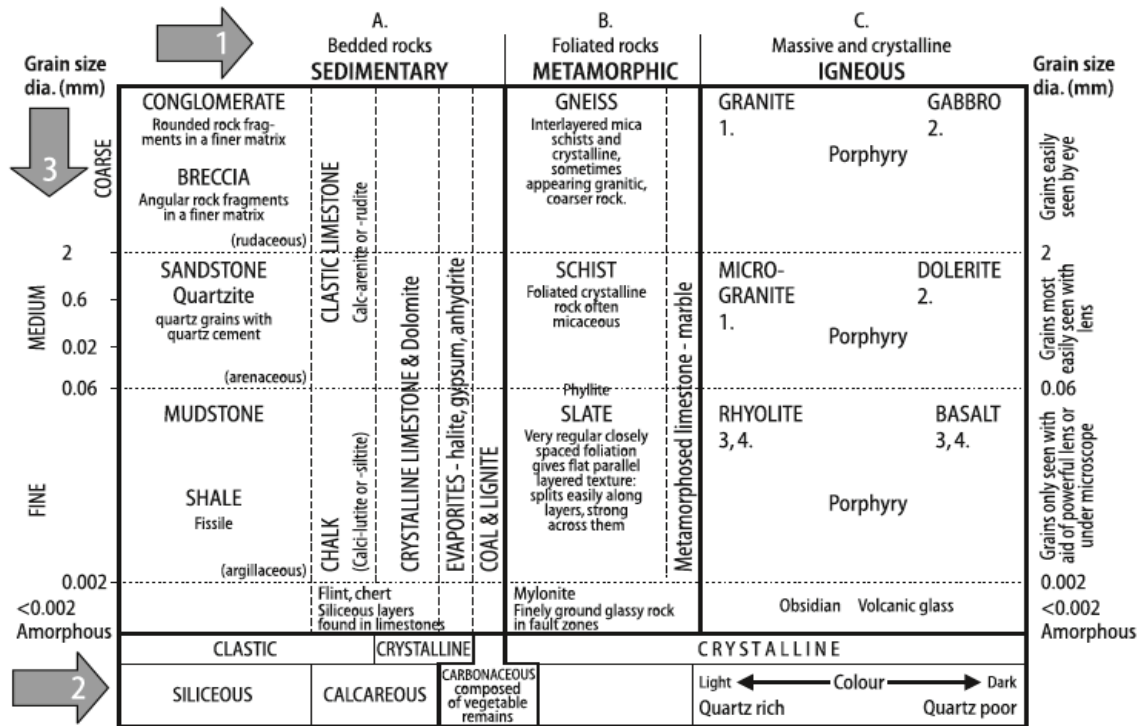 1
A.
Bedded rocks
SEDIMENTARY
B.
Foliated rocks
METAMORPHIC
C.
Massive and crystalline
IGNEOUS
Grain size
dia. (mm)
Grain size
dia. (mm)
3
COARSE
2
MEDIUM
0.6
0.02
0.06
FINE
0.002
<0.002
Amorphous
CONGLOMERATE
Rounded rock frag-
ments in a finer matrix
BRECCIA
Angular rock fragments
in a finer matrix
(rudaceous)
SANDSTONE
Quartzite
quartz grains with
quartz cement
(arenaceous)
MUDSTONE
SHALE
Fissile
(argillaceous)
CLASTIC LIMESTONE
Calc-arenite or -rudite
CHALK
(Calci-lutite or -siltite)
CRYSTALLINE LIMESTONE & Dolomite
EVAPORITES - halite, gypsum, anhydrite
COAL & LIGNITE
Flint, chert
Siliceous layers
found in limestones
GNEISS
Interlayered mica
schists and
crystalline,
sometimes
appearing granitic,
coarser rock.
SCHIST
Foliated crystalline
rock often
micaceous
Phyllite
SLATE
Very regular closely
spaced foliation
gives flat parallel
layered texture:
splits easily along
layers, strong
across them
Metamorphosed limestone - marble
Mylonite
Finely ground glassy rock
in fault zones
GRANITE
1.
GABBRO
2.
Porphyry
MICRO-
GRANITE
1.
DOLERITE
2.
Porphyry
RHYOLITE
3, 4.
BASALT
3, 4.
Porphyry
Obsidian Volcanic glass
Grains easily
seen by eye
2
Grains most
easily seen with
lens
0.06
Grains only seen with
aid of powerful lens or
under microscope
0.002
<0.002
Amorphous
2
CLASTIC
CRYSTALLINE
CRYSTALLINE
SILICEOUS
CALCAREOUS
CARBONACEOUS
composed
of vegetable
remains
Light Colour Dark
Quartz rich Quartz poor